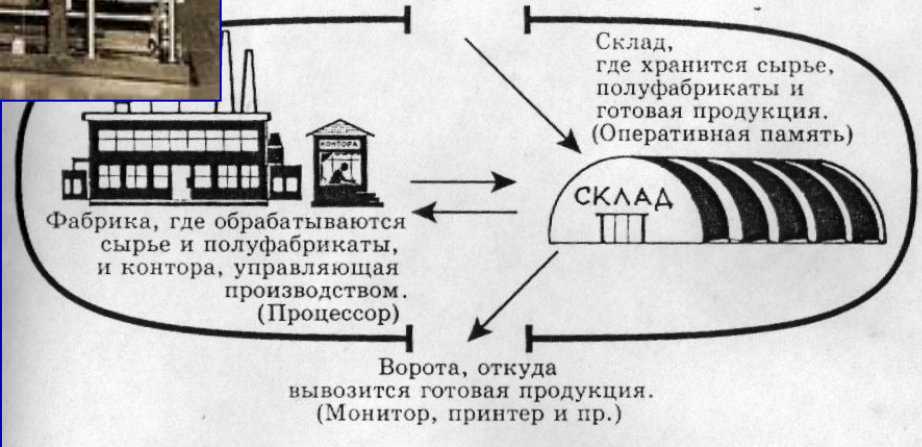 Склад,
где хранится сырье,
полуфабрикаты и
готовая продукция.
(Оперативная память)
КОНТОРА
СКЛАД
Фабрика, где обрабатываются
сырье и полуфабрикаты,
и контора, управляющая
производством.
(Процессор)
Ворота, откуда
вывозится готовая продукция.
(Монитор, принтер и пр.)